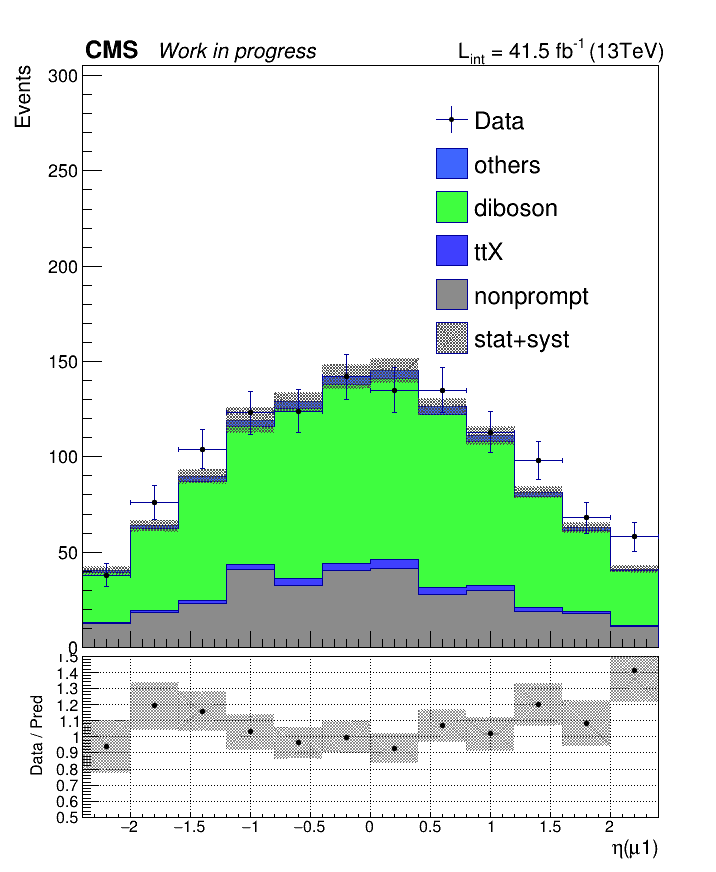 CMS Work in progress L_int = 41.5 fb⁻¹ (13TeV)
Events
300
250
200
150
100
50
0
Data
others
diboson
ttX
nonprompt
stat+syst
Data / Pred
1.5
1.4
1.3
1.2
1.1
1
0.9
0.8
0.7
0.6
0.5
−2 −1.5 −1 −0.5 0 0.5 1 1.5 2
η(μ1)